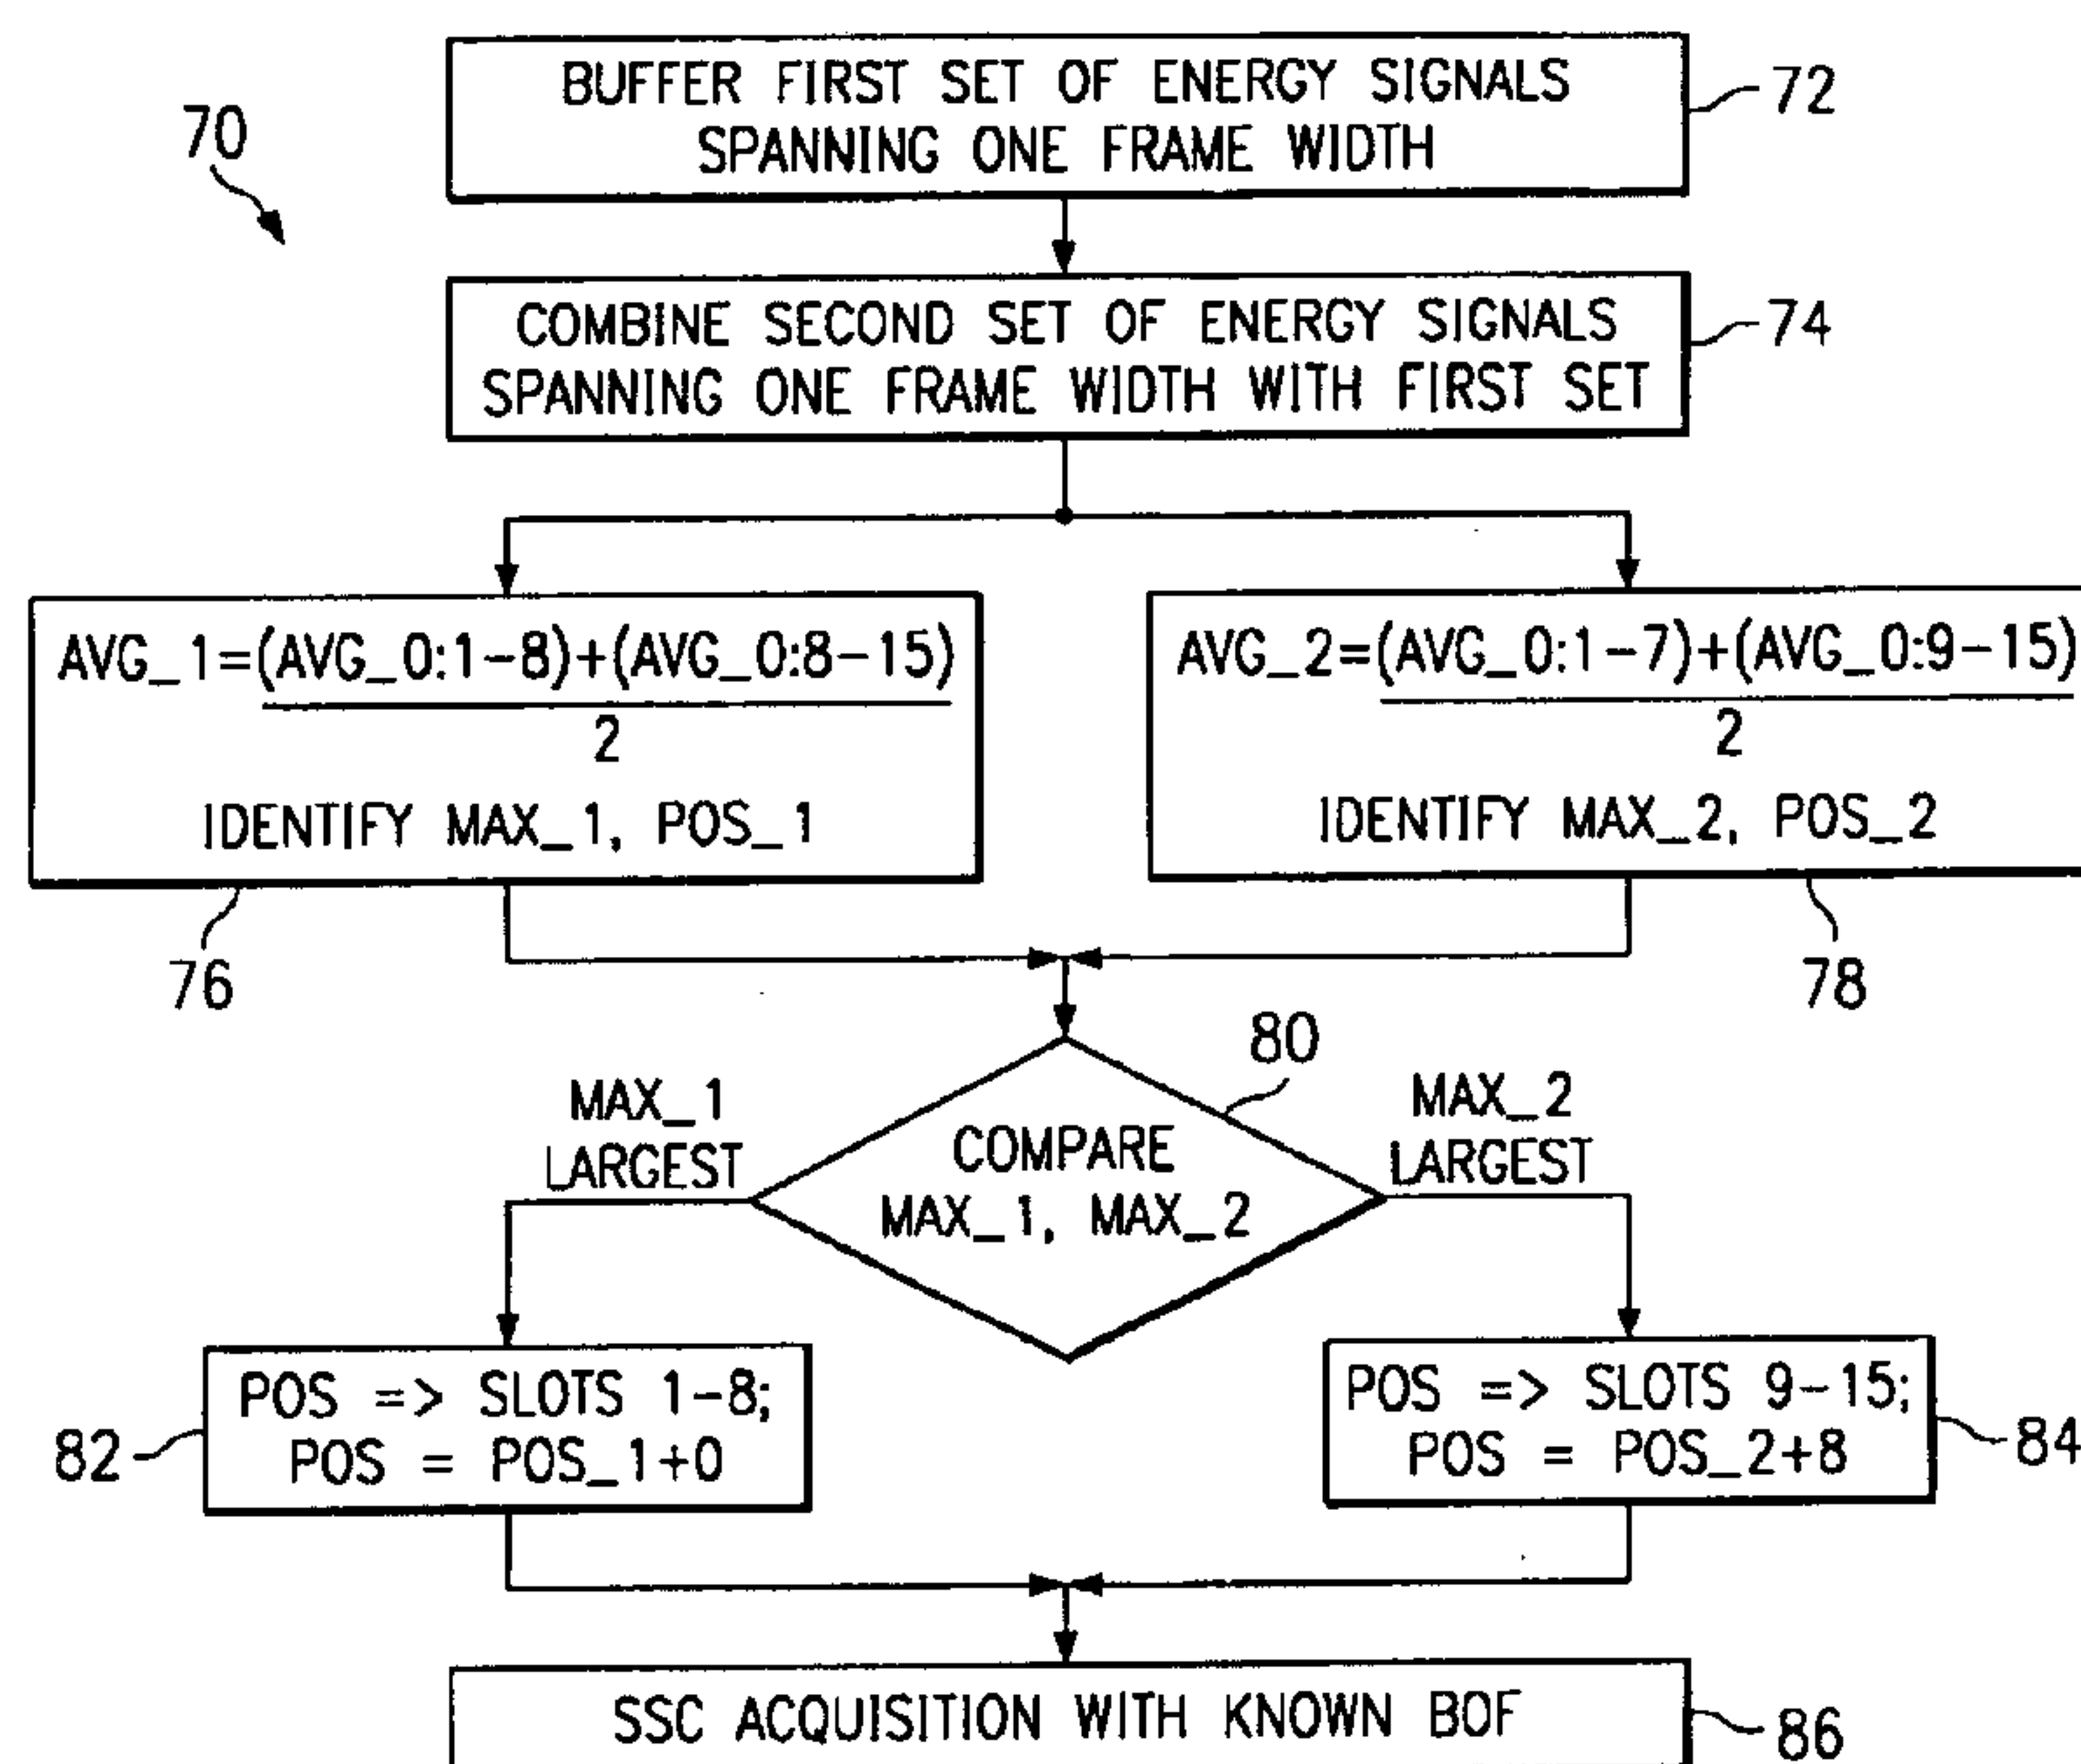 70
BUFFER FIRST SET OF ENERGY SIGNALS
SPANNING ONE FRAME WIDTH
72
COMBINE SECOND SET OF ENERGY SIGNALS
SPANNING ONE FRAME WIDTH WITH FIRST SET
74
AVG_1=(AVG_0:1-8)+(AVG_0:8-15)
2
IDENTIFY MAX_1, POS_1
76
AVG_2=(AVG_0:1-7)+(AVG_0:9-15)
2
IDENTIFY MAX_2, POS_2
78
80
COMPARE
MAX_1, MAX_2
MAX_1
LARGEST
MAX_2
LARGEST
POS => SLOTS 1-8;
POS = POS_1+0
82
POS => SLOTS 9-15;
POS = POS_2+8
84
SSC ACQUISITION WITH KNOWN BOF
86